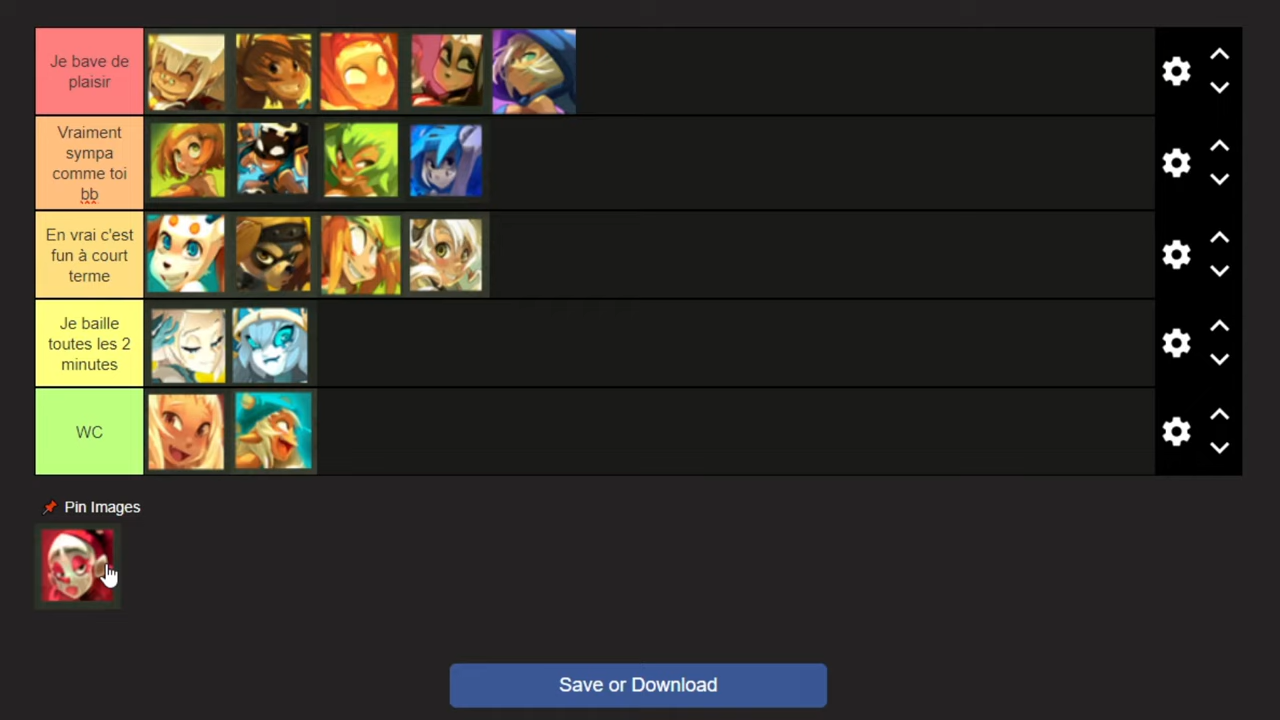 Je bave de
plaisir
Vraiment
sympa
comme toi
bb
En vrai c'est
fun à court
terme
Je baille
toutes les 2
minutes
WC
Pin Images
Save or Download